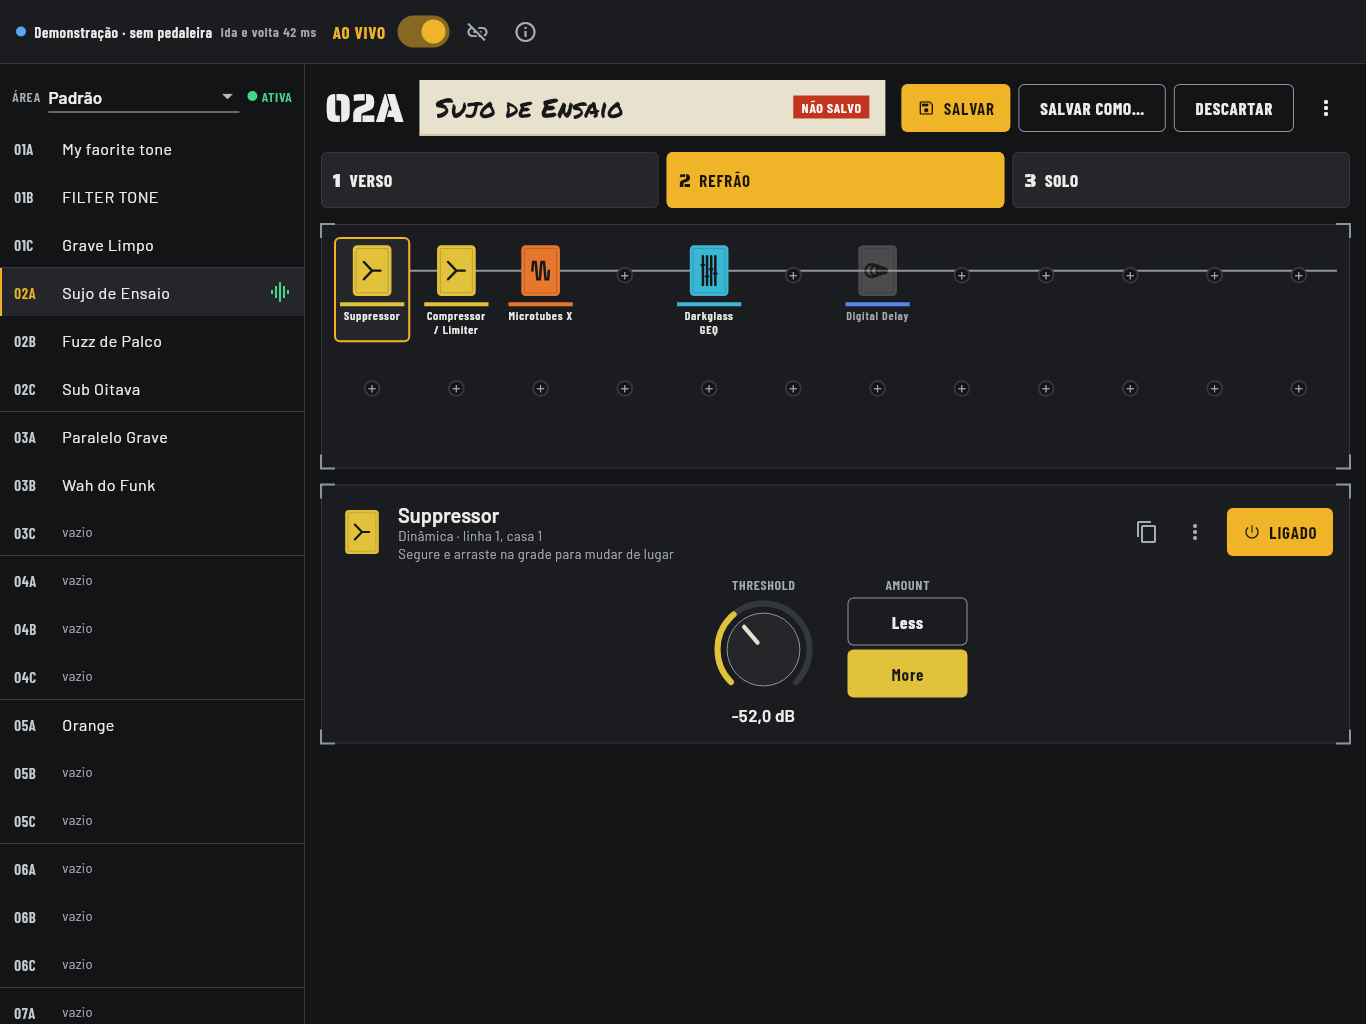 Demonstração · sem pedaleira Ida e volta 42 ms AO VIVO
ÁREA Padrão ATIVA
01A My faorite tone
01B FILTER TONE
01C Grave Limpo
02A Sujo de Ensaio
02B Fuzz de Palco
02C Sub Oitava
03A Paralelo Grave
03B Wah do Funk
03C vazio
04A vazio
04B vazio
04C vazio
05A Orange
05B vazio
05C vazio
06A vazio
06B vazio
06C vazio
07A vazio
02A Sujo de Ensaio NÃO SALVO SALVAR SALVAR COMO... DESCARTAR
1 VERSO 2 REFRÃO 3 SOLO
Suppressor Compressor / Limiter Microtubes X Darkglass GEQ Digital Delay
Suppressor
Dinâmica · linha 1, casa 1
Segure e arraste na grade para mudar de lugar
LIGADO
THRESHOLD AMOUNT
Less
More
-52,0 dB